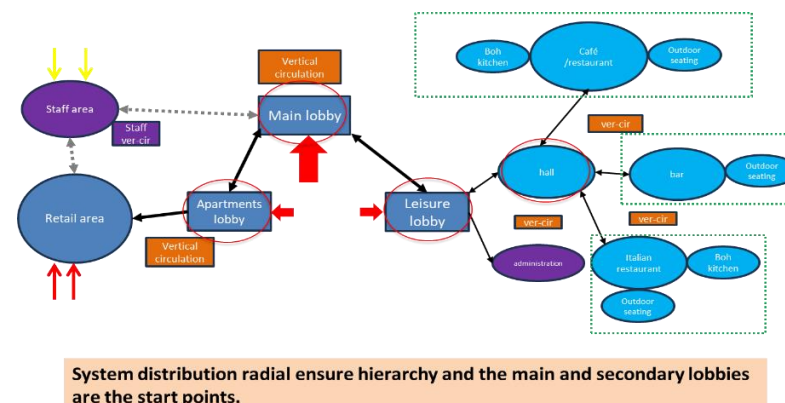 Vertical
circulation
Main lobby
Staff area
Staff
ver-cir
Retail area
Apartments
lobby
Vertical
circulation
Leisure
lobby
Boh
kitchen
Café
/restaurant
Outdoor
seating
ver-cir
hall
bar
Outdoor
seating
ver-cir
ver-cir
administration
Italian
restaurant
Boh
kitchen
Outdoor
seating
System distribution radial ensure hierarchy and the main and secondary lobbies
are the start points.